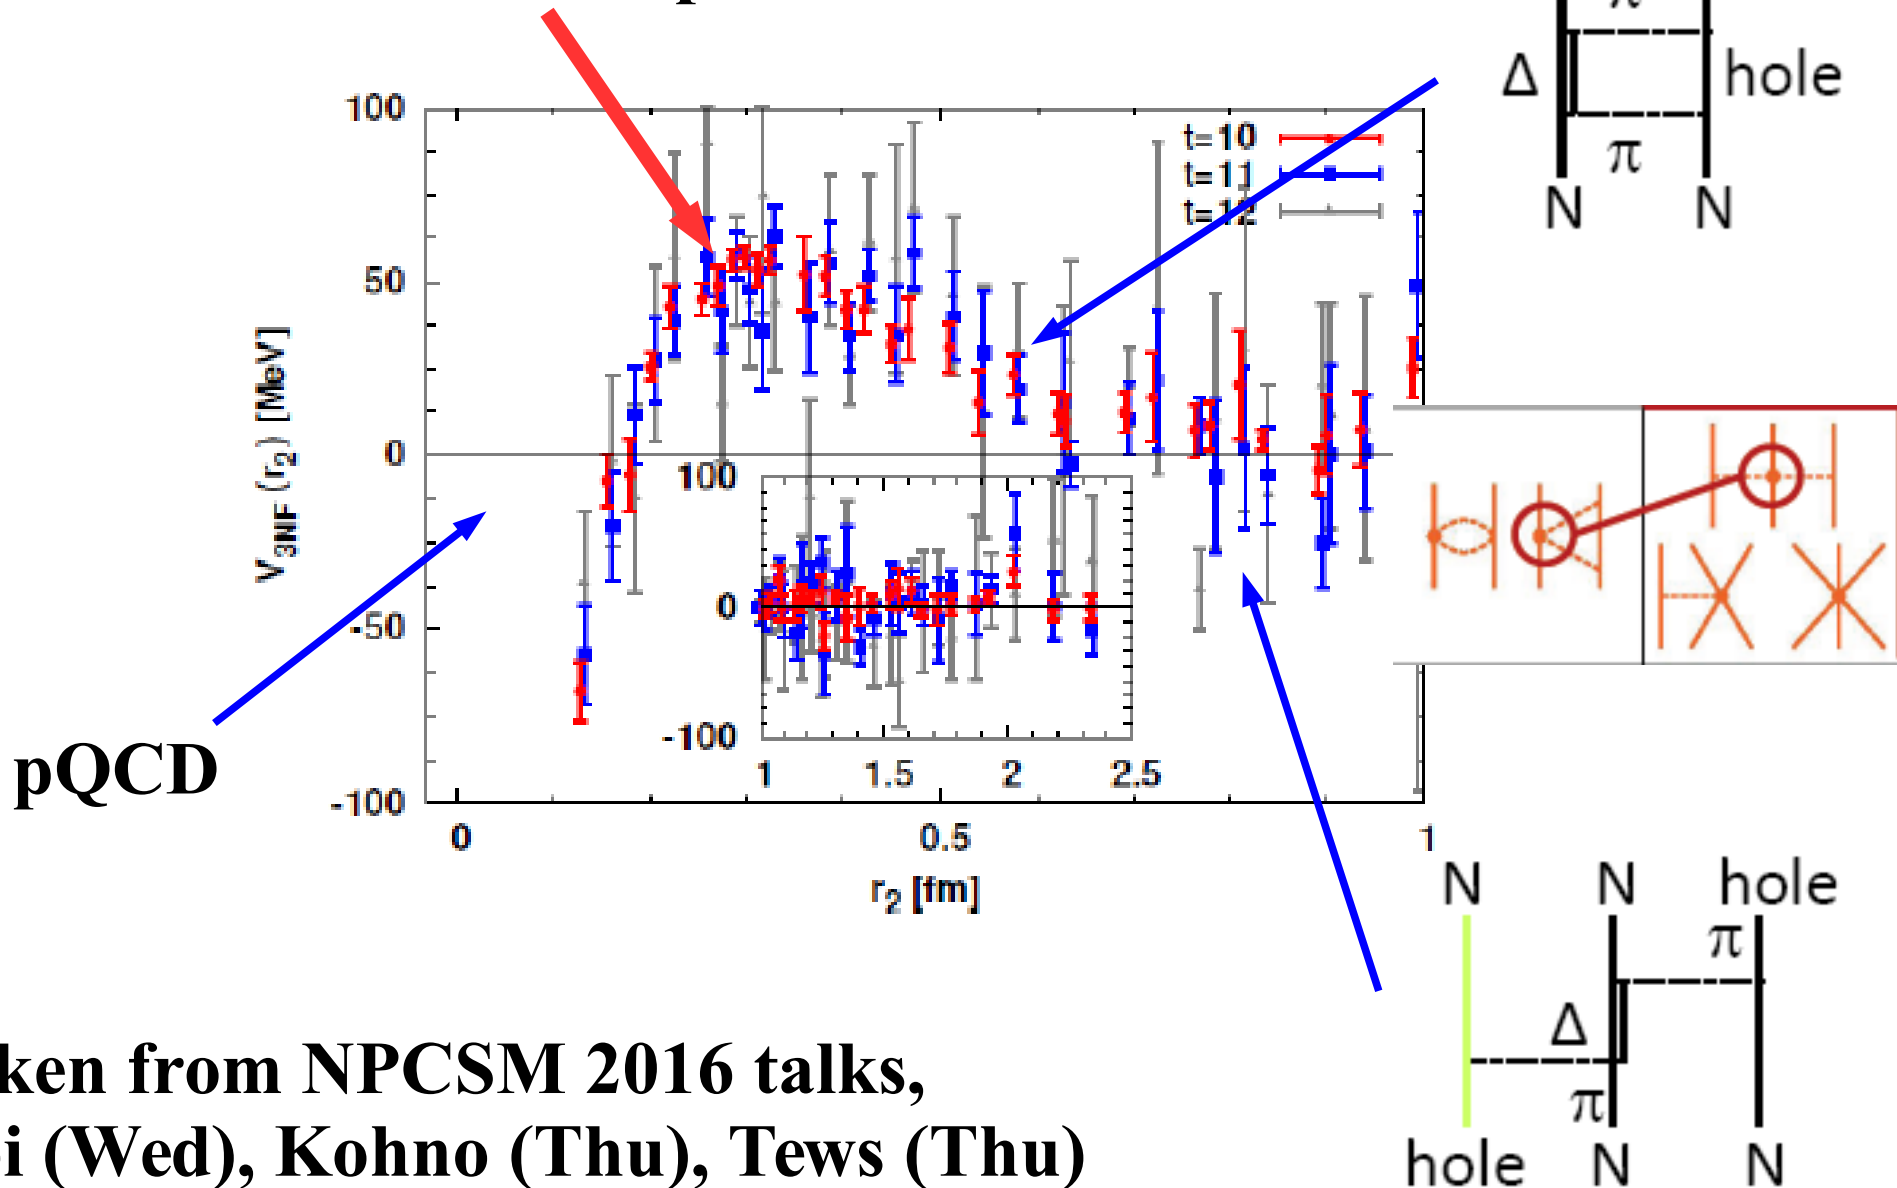 π
Δ
hole
π
N
N
100
50
0
-50
-100
V3NF (r2) [MeV]
t=10
t=11
t=12
100
0
-100
1
1.5
2
2.5
0
0.5
1
r2 [fm]
pQCD
N
N
hole
π
Δ
π
hole
N
N
from NPCSM 2016 talks,
(Wed), Kohno (Thu), Tews (Thu)